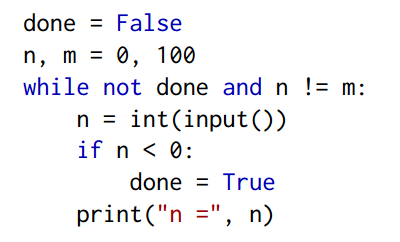 done = False
n, m = 0, 100
while not done and n != m:
    n = int(input())
    if n < 0:
        done = True
    print("n =", n)